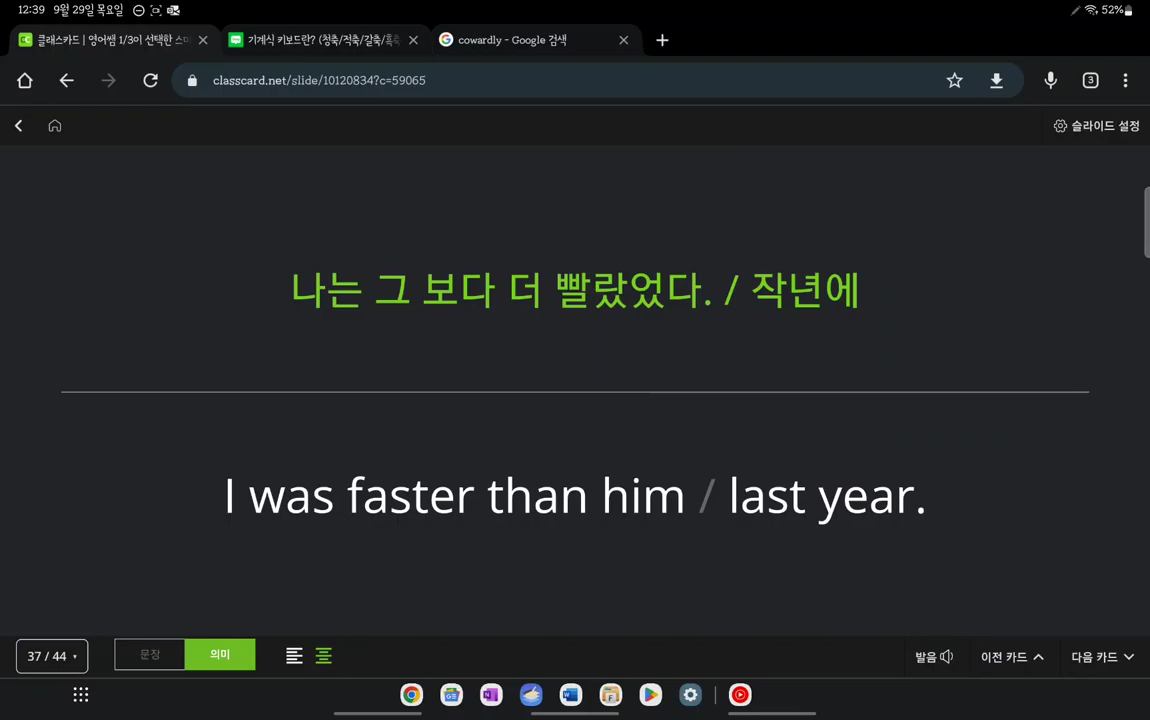 12:39 9월 29일 목요일 52%
클래스카드 | 영어쌤 1/3이 선택한 스마
기계식 키보드란? (청축/적축/갈축/흑축
cowardly - Google 검색
classcard.net/slide/10120834?c=59065
3
슬라이드 설정
나는 그 보다 더 빨랐었다. / 작년에
I was faster than him / last year.
37 / 44
문장
의미
발음
이전 카드
다음 카드